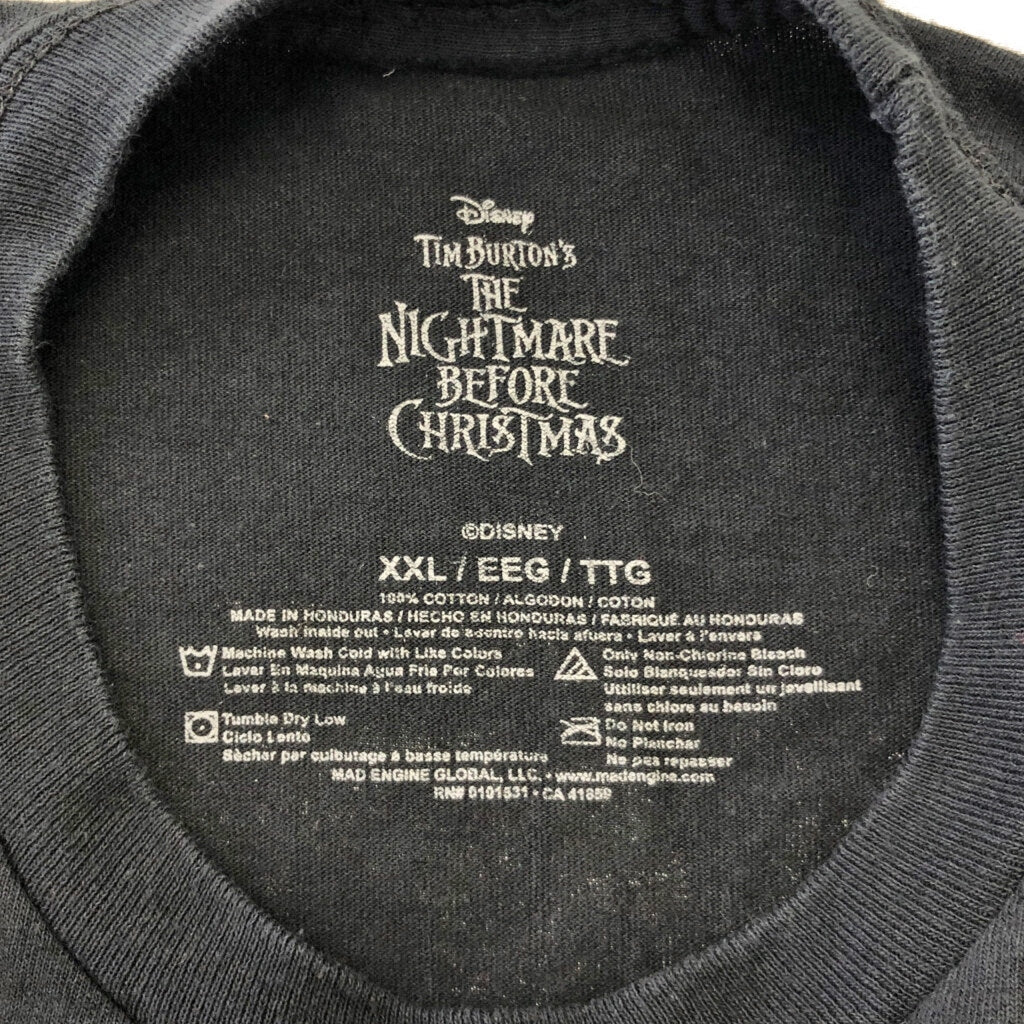 Disney
TIM BURTON'S
THE
NIGHTMARE
BEFORE
CHRISTMAS
©DISNEY
XXL / EEG / TTG
100% COTTON / ALGODON / COTON
MADE IN HONDURAS / HECHO EN HONDURAS / FABRIQUÉ AU HONDURAS
Wash inside out • Lavar de adentro hacia afuera • Laver à l'envers
Machine Wash Cold with Like Colors
Lavar En Maquina Agua Fria Por Colores
Laver à la machine à l'eau froide
Only Non-Chlorine Bleach
Solo Blanqueador Sin Cloro
Utiliser seulement un javellisant
sans chlore au besoin
Tumble Dry Low
Ciclo Lento
Sècher par culbutage à basse température
Do Not Iron
No Planchar
Ne pas repasser
MAD ENGINE GLOBAL, LLC. • www.madengine.com
RN# 0101531 • CA 41859